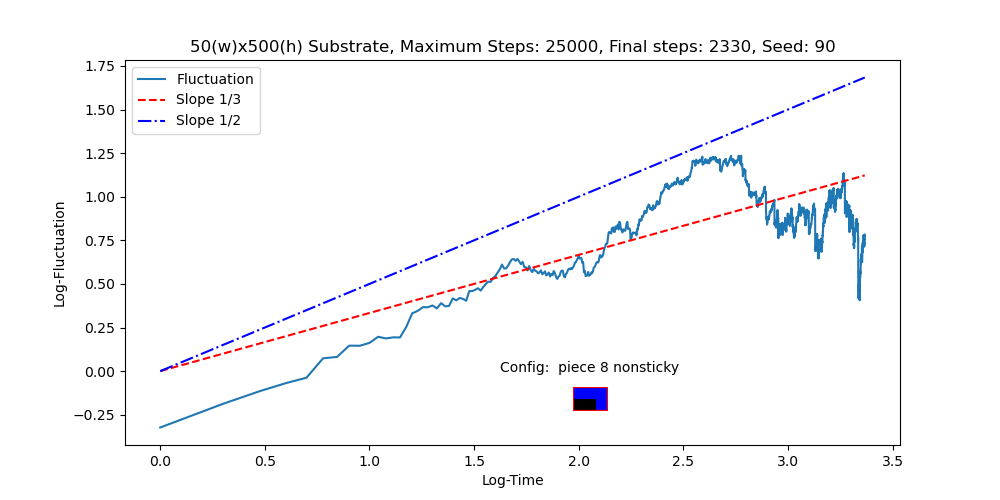 50(w)x500(h) Substrate, Maximum Steps: 25000, Final steps: 2330, Seed: 90
1.75
1.50
1.25
1.00
0.75
0.50
0.25
0.00
−0.25
Log-Fluctuation
Fluctuation
Slope 1/3
Slope 1/2
Config:  piece 8 nonsticky
0.0 0.5 1.0 1.5 2.0 2.5 3.0 3.5
Log-Time